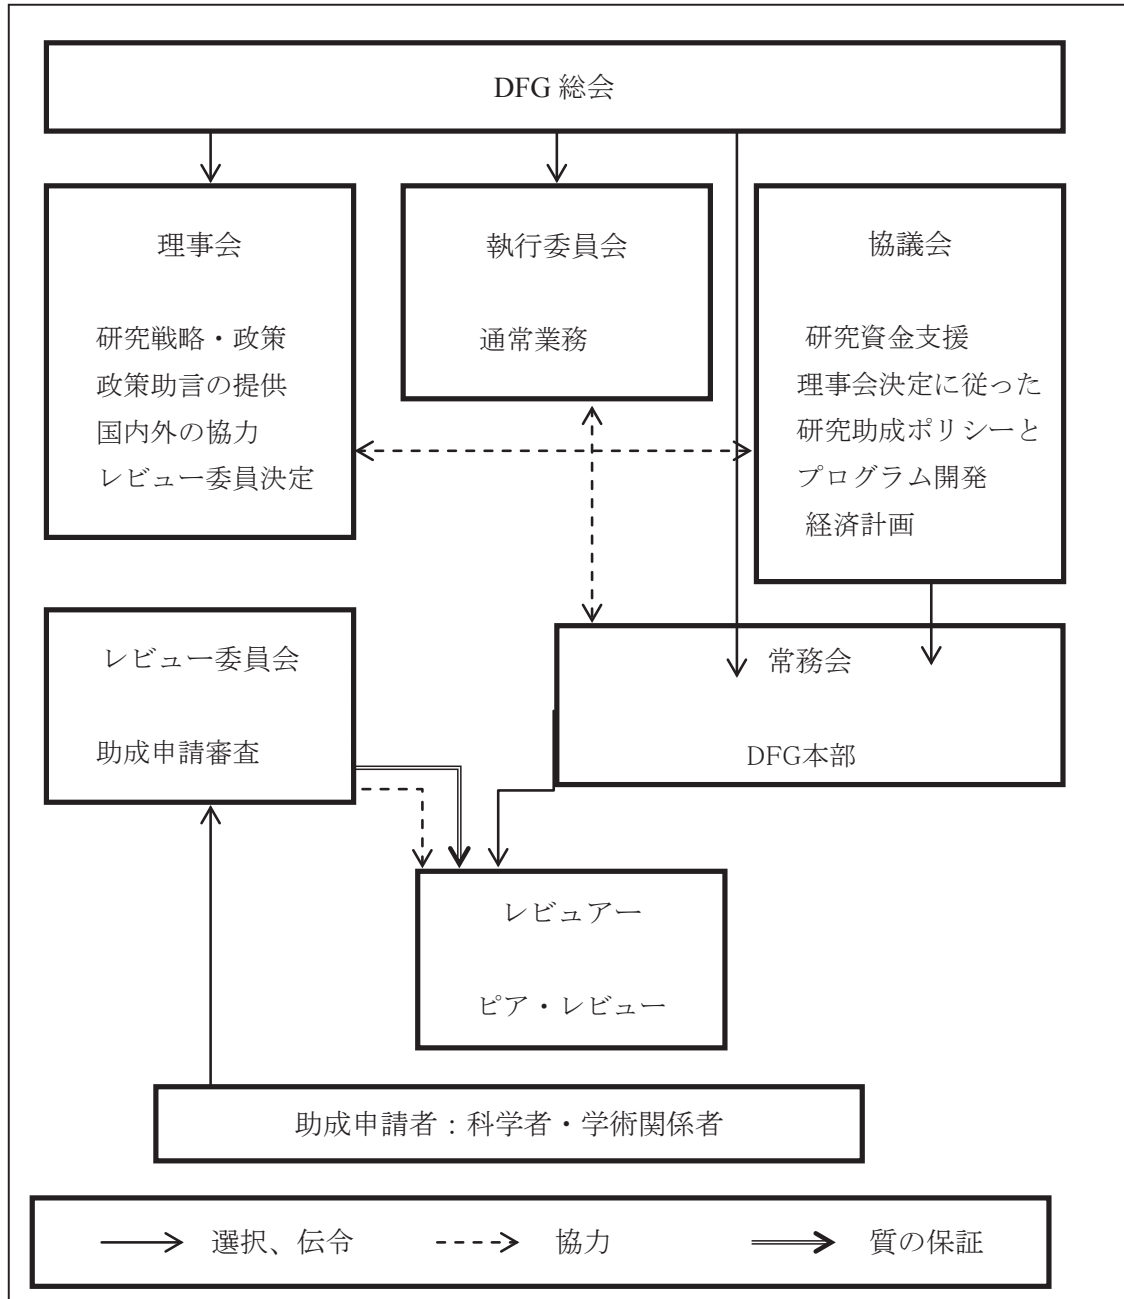 DFG 総会
理事会
研究戦略・政策
政策助言の提供
国内外の協力
レビュー委員決定
執行委員会
通常業務
協議会
研究資金支援
理事会決定に従った
研究助成ポリシーと
プログラム開発
経済計画
レビュー委員会
助成申請審査
常務会
DFG本部
レビュアー
ピア・レビュー
助成申請者：科学者・学術関係者
選択、伝令
協力
質の保証